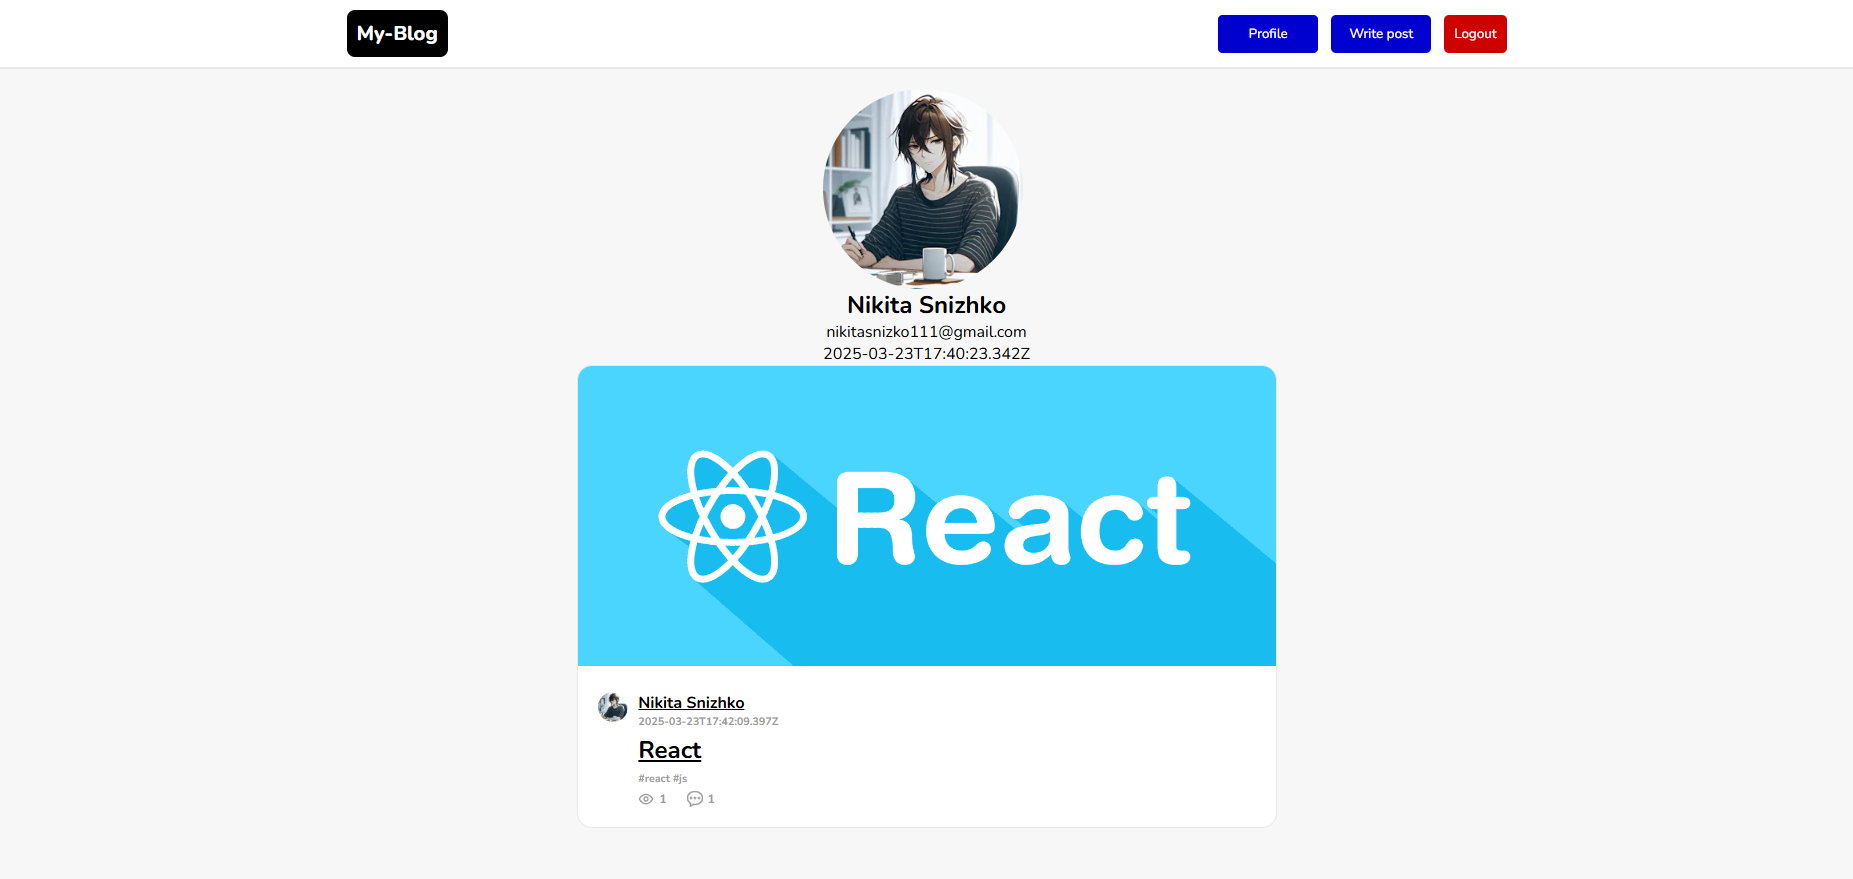 My-Blog
Profile
Write post
Logout
Nikita Snizhko
nikitasnizko111@gmail.com
2025-03-23T17:40:23.342Z
React
Nikita Snizhko
2025-03-23T17:42:09.397Z
React
#react #js
1
1